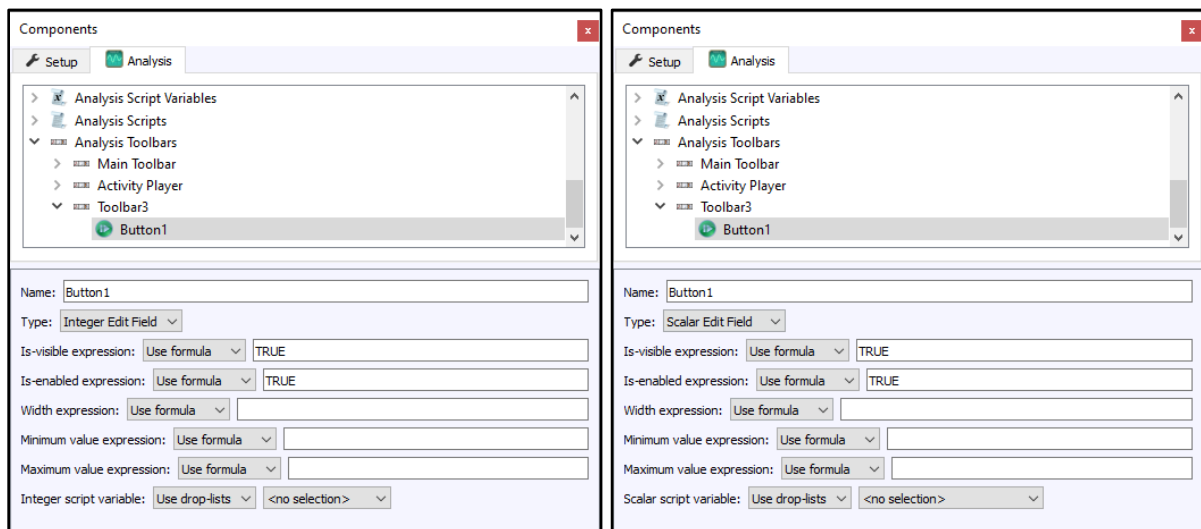 Components
x
Setup Analysis
Analysis Script Variables
Analysis Scripts
Analysis Toolbars
Main Toolbar
Activity Player
Toolbar3
Button1
Name: Button1
Type: Integer Edit Field
Is-visible expression: Use formula TRUE
Is-enabled expression: Use formula TRUE
Width expression: Use formula
Minimum value expression: Use formula
Maximum value expression: Use formula
Integer script variable: Use drop-lists <no selection>
Components
x
Setup Analysis
Analysis Script Variables
Analysis Scripts
Analysis Toolbars
Main Toolbar
Activity Player
Toolbar3
Button1
Name: Button1
Type: Scalar Edit Field
Is-visible expression: Use formula TRUE
Is-enabled expression: Use formula TRUE
Width expression: Use formula
Minimum value expression: Use formula
Maximum value expression: Use formula
Scalar script variable: Use drop-lists <no selection>